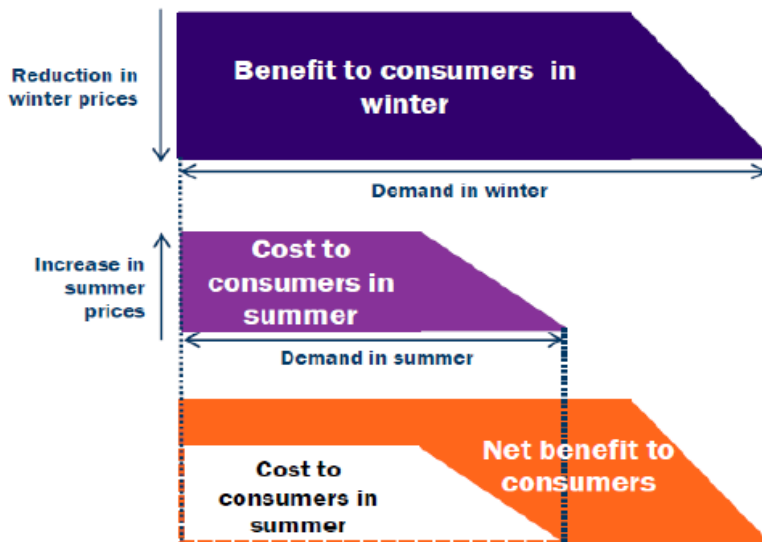 Reduction in
winter prices
Benefit to consumers in
winter
Demand in winter
Increase in
summer
prices
Cost to
consumers in
summer
Demand in summer
Net benefit to
consumers
Cost to
consumers in
summer